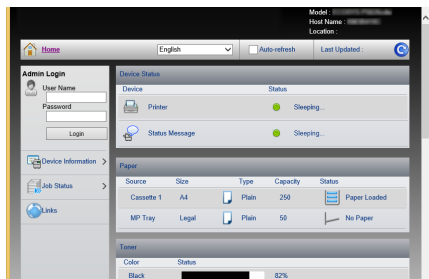 Model :
Host Name :
Location :
Home
English
Auto-refresh
Last Updated :
Admin Login
User Name
Password
Login
Device Information
Job Status
Links
Device Status
Device Status
Printer Sleeping...
Status Message Sleeping...
Paper
Source Size Type Capacity Status
Cassette 1 A4 Plain 250 Paper Loaded
MP Tray Legal Plain 50 No Paper
Toner
Color Status
Black 82%